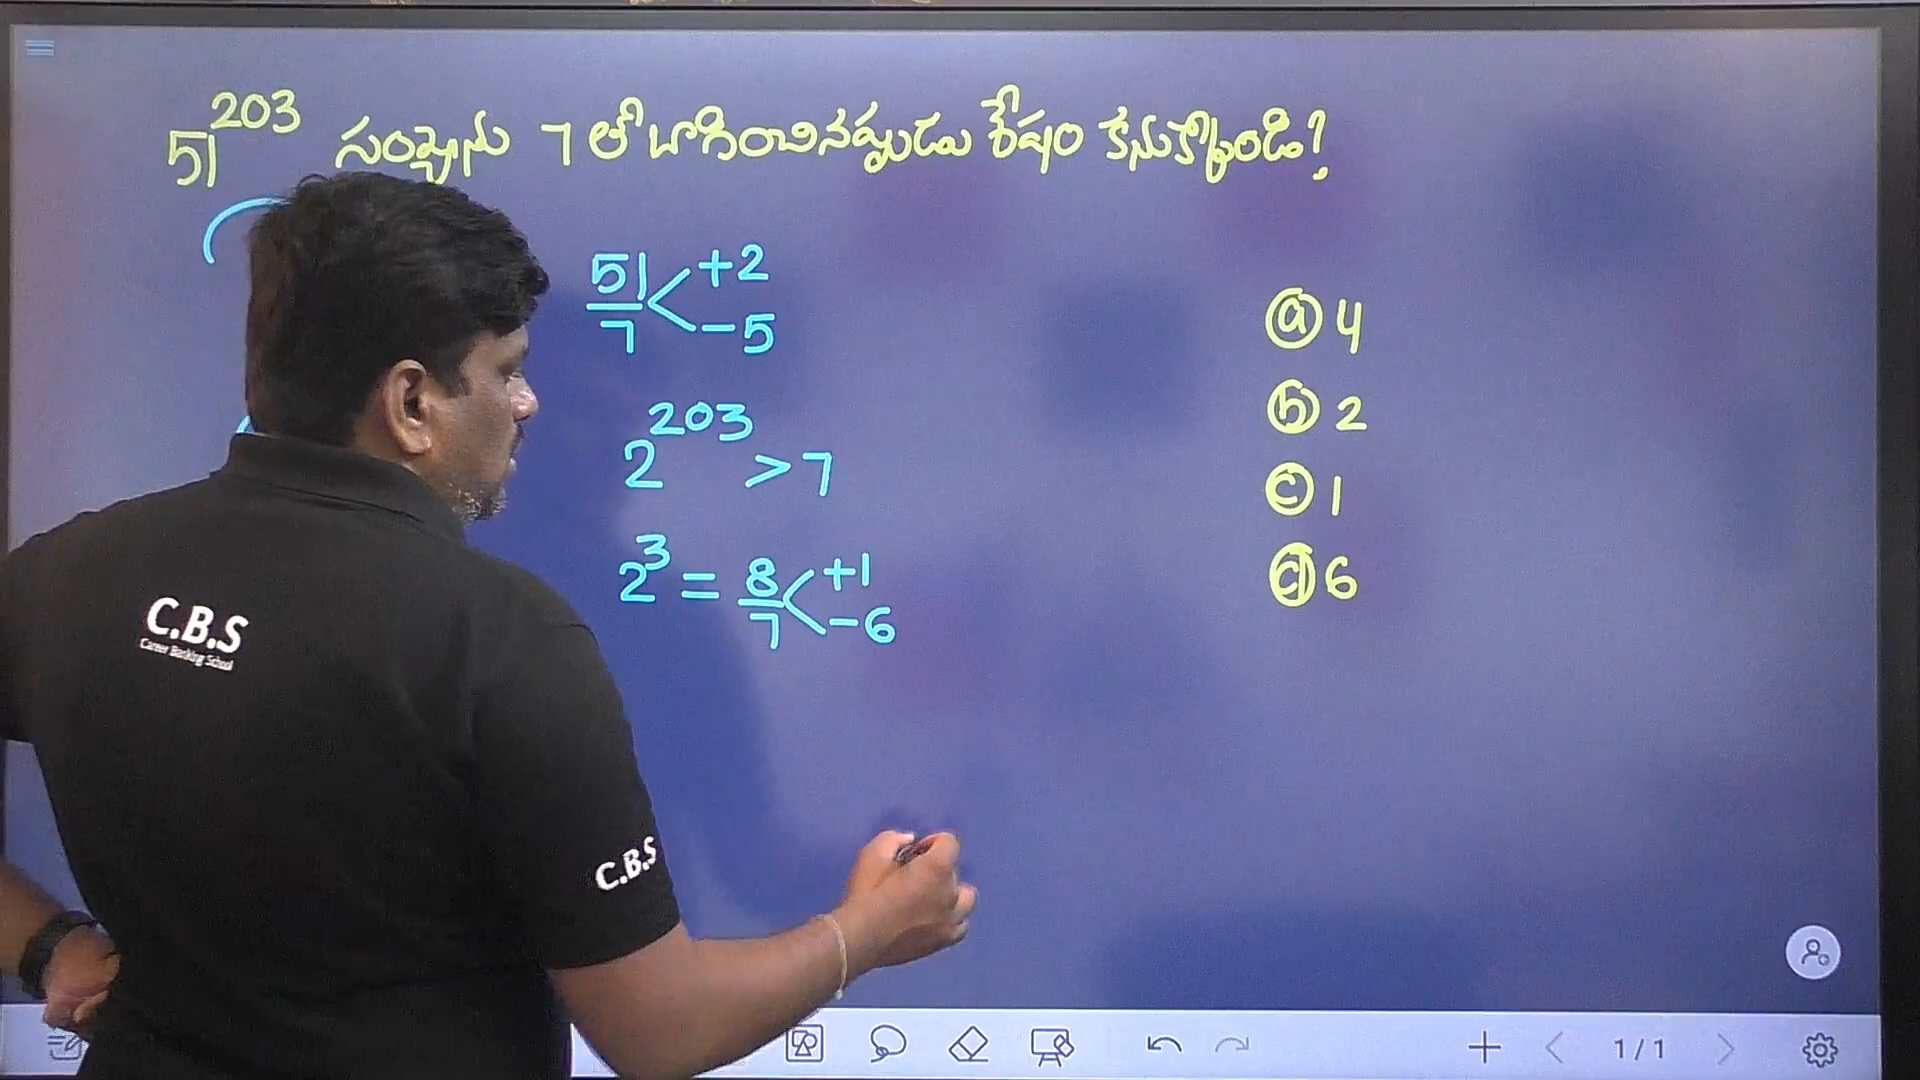 51^203 సంఖ్యను 7 తో బాగించినప్పుడు శేషం కనుక్కోండి?
51/7 < +2 -5
2^203 > 7
2^3 = 8/7 < +1 -6
ⓐ 4
ⓑ 2
ⓒ 1
ⓓ 6
C.B.S
Career Banking School
C.B.S
1/1